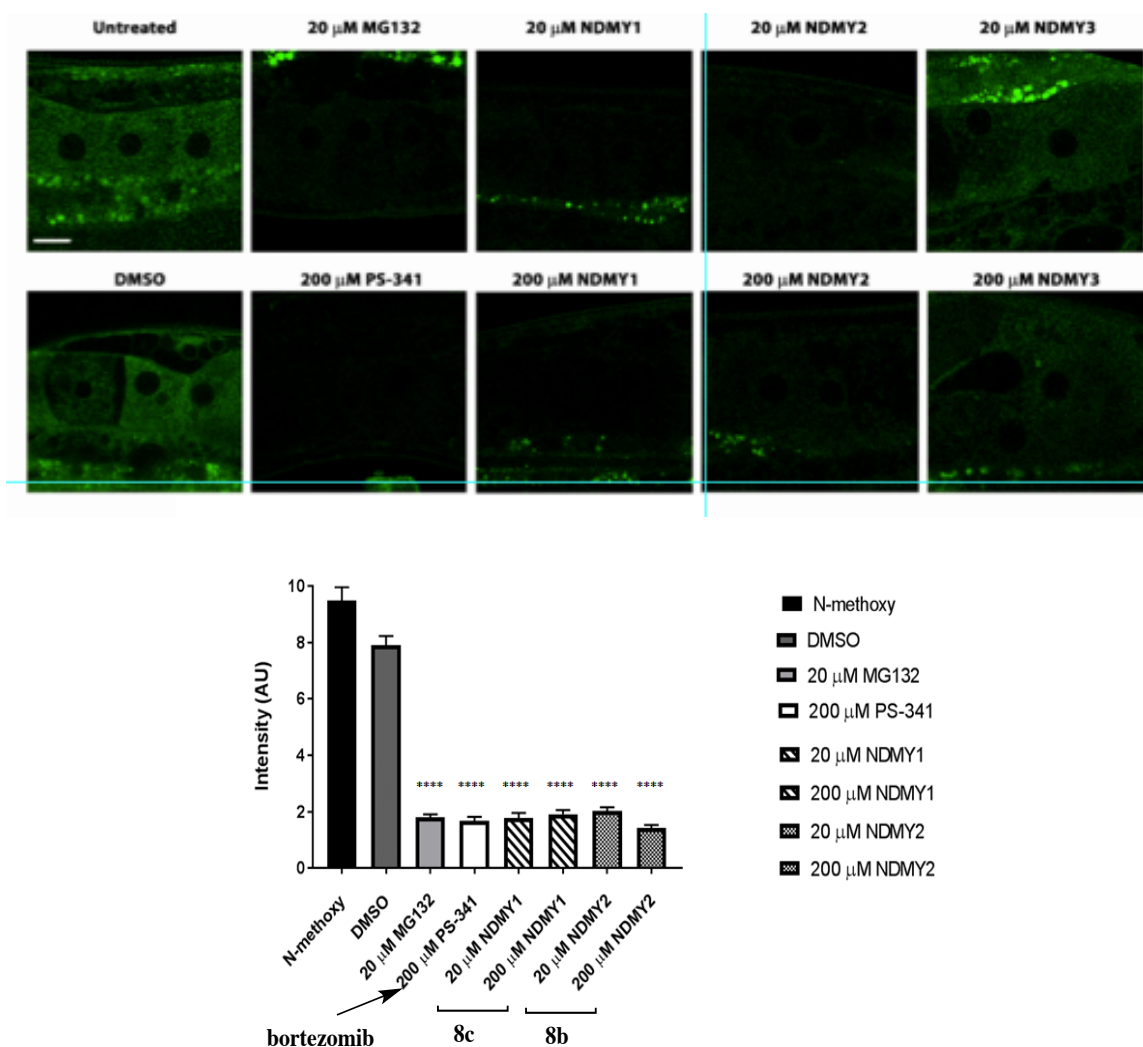 Untreated 20 μM MG132 20 μM NDMY1 20 μM NDMY2 20 μM NDMY3
DMSO 200 μM PS-341 200 μM NDMY1 200 μM NDMY2 200 μM NDMY3
10
8
6
4
2
0
Intensity (AU)
**** **** **** **** **** ****
N-methoxy
DMSO
20 μM MG132
200 μM PS-341
20 μM NDMY1
200 μM NDMY1
20 μM NDMY2
200 μM NDMY2
bortezomib
8c
8b
N-methoxy
DMSO
20 μM MG132
200 μM PS-341
20 μM NDMY1
200 μM NDMY1
20 μM NDMY2
200 μM NDMY2